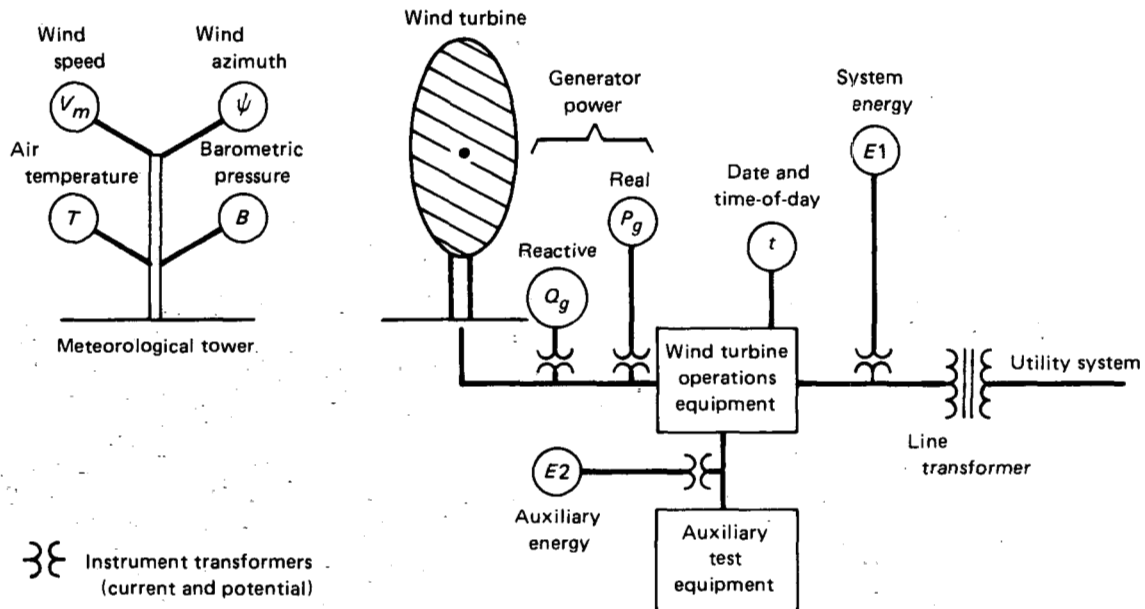 Wind
speed
Wind
azimuth
V_m
ψ
Air
temperature
Barometric
pressure
T
B
Meteorological tower.
Wind turbine
Generator
power
Real
P_g
Reactive
Q_g
Date and
time-of-day
t
System
energy
E1
Wind turbine
operations
equipment
Utility system
Line
transformer
E2
Auxiliary
energy
Auxiliary
test
equipment
Instrument transformers
(current and potential)